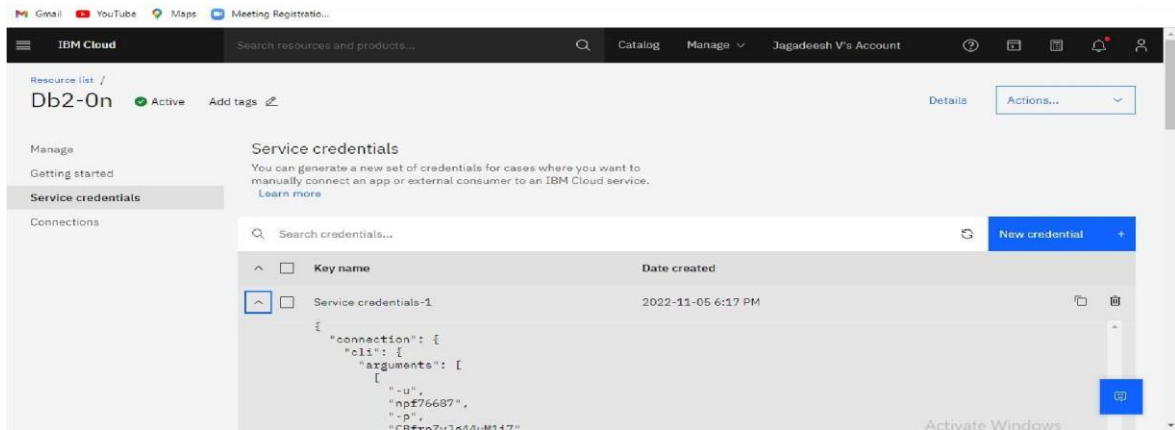 Gmail YouTube Maps Meeting Registratio...
IBM Cloud Search resources and products... Catalog Manage Jagadeesh V's Account
Resource list /
Db2-0n Active Add tags Details Actions...
Manage
Getting started
Service credentials
Connections
Service credentials
You can generate a new set of credentials for cases where you want to
manually connect an app or external consumer to an IBM Cloud service.
Learn more
Search credentials... New credential +
Key name Date created
Service credentials-1 2022-11-05 6:17 PM
{
"connection": {
"cli": {
"arguments": [
[
"-u",
"npf76687",
"-p",
Activate Windows